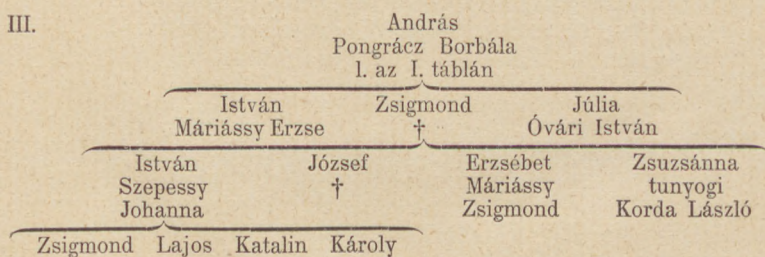 III.
András
Pongrácz Borbála
l. az I. táblán
István Zsigmond Júlia
Máriássy Erzse † Óvári István
István József Erzsébet Zsuzsánna
Szepessy † Máriássy tunyogi
Johanna Zsigmond Korda László
Zsigmond Lajos Katalin Károly